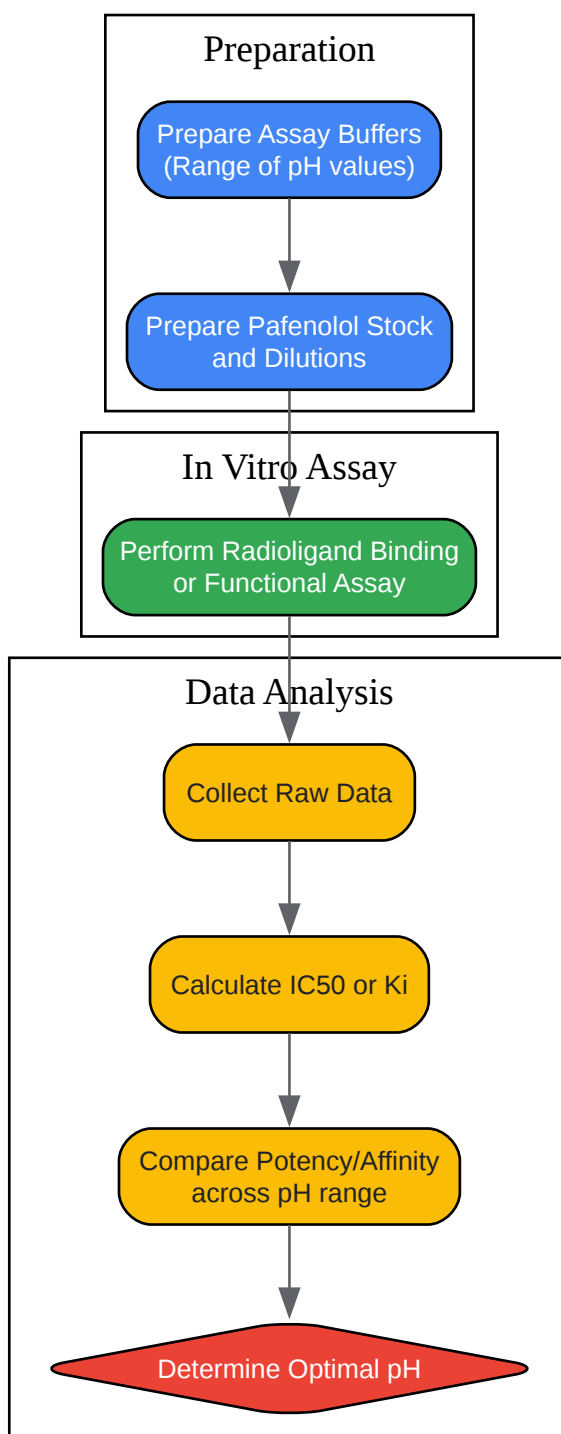 Preparation
Prepare Assay Buffers
(Range of pH values)
Prepare Pafenolol Stock
and Dilutions
In Vitro Assay
Perform Radioligand Binding
or Functional Assay
Data Analysis
Collect Raw Data
Calculate IC50 or Ki
Compare Potency/Affinity
across pH range
Determine Optimal pH